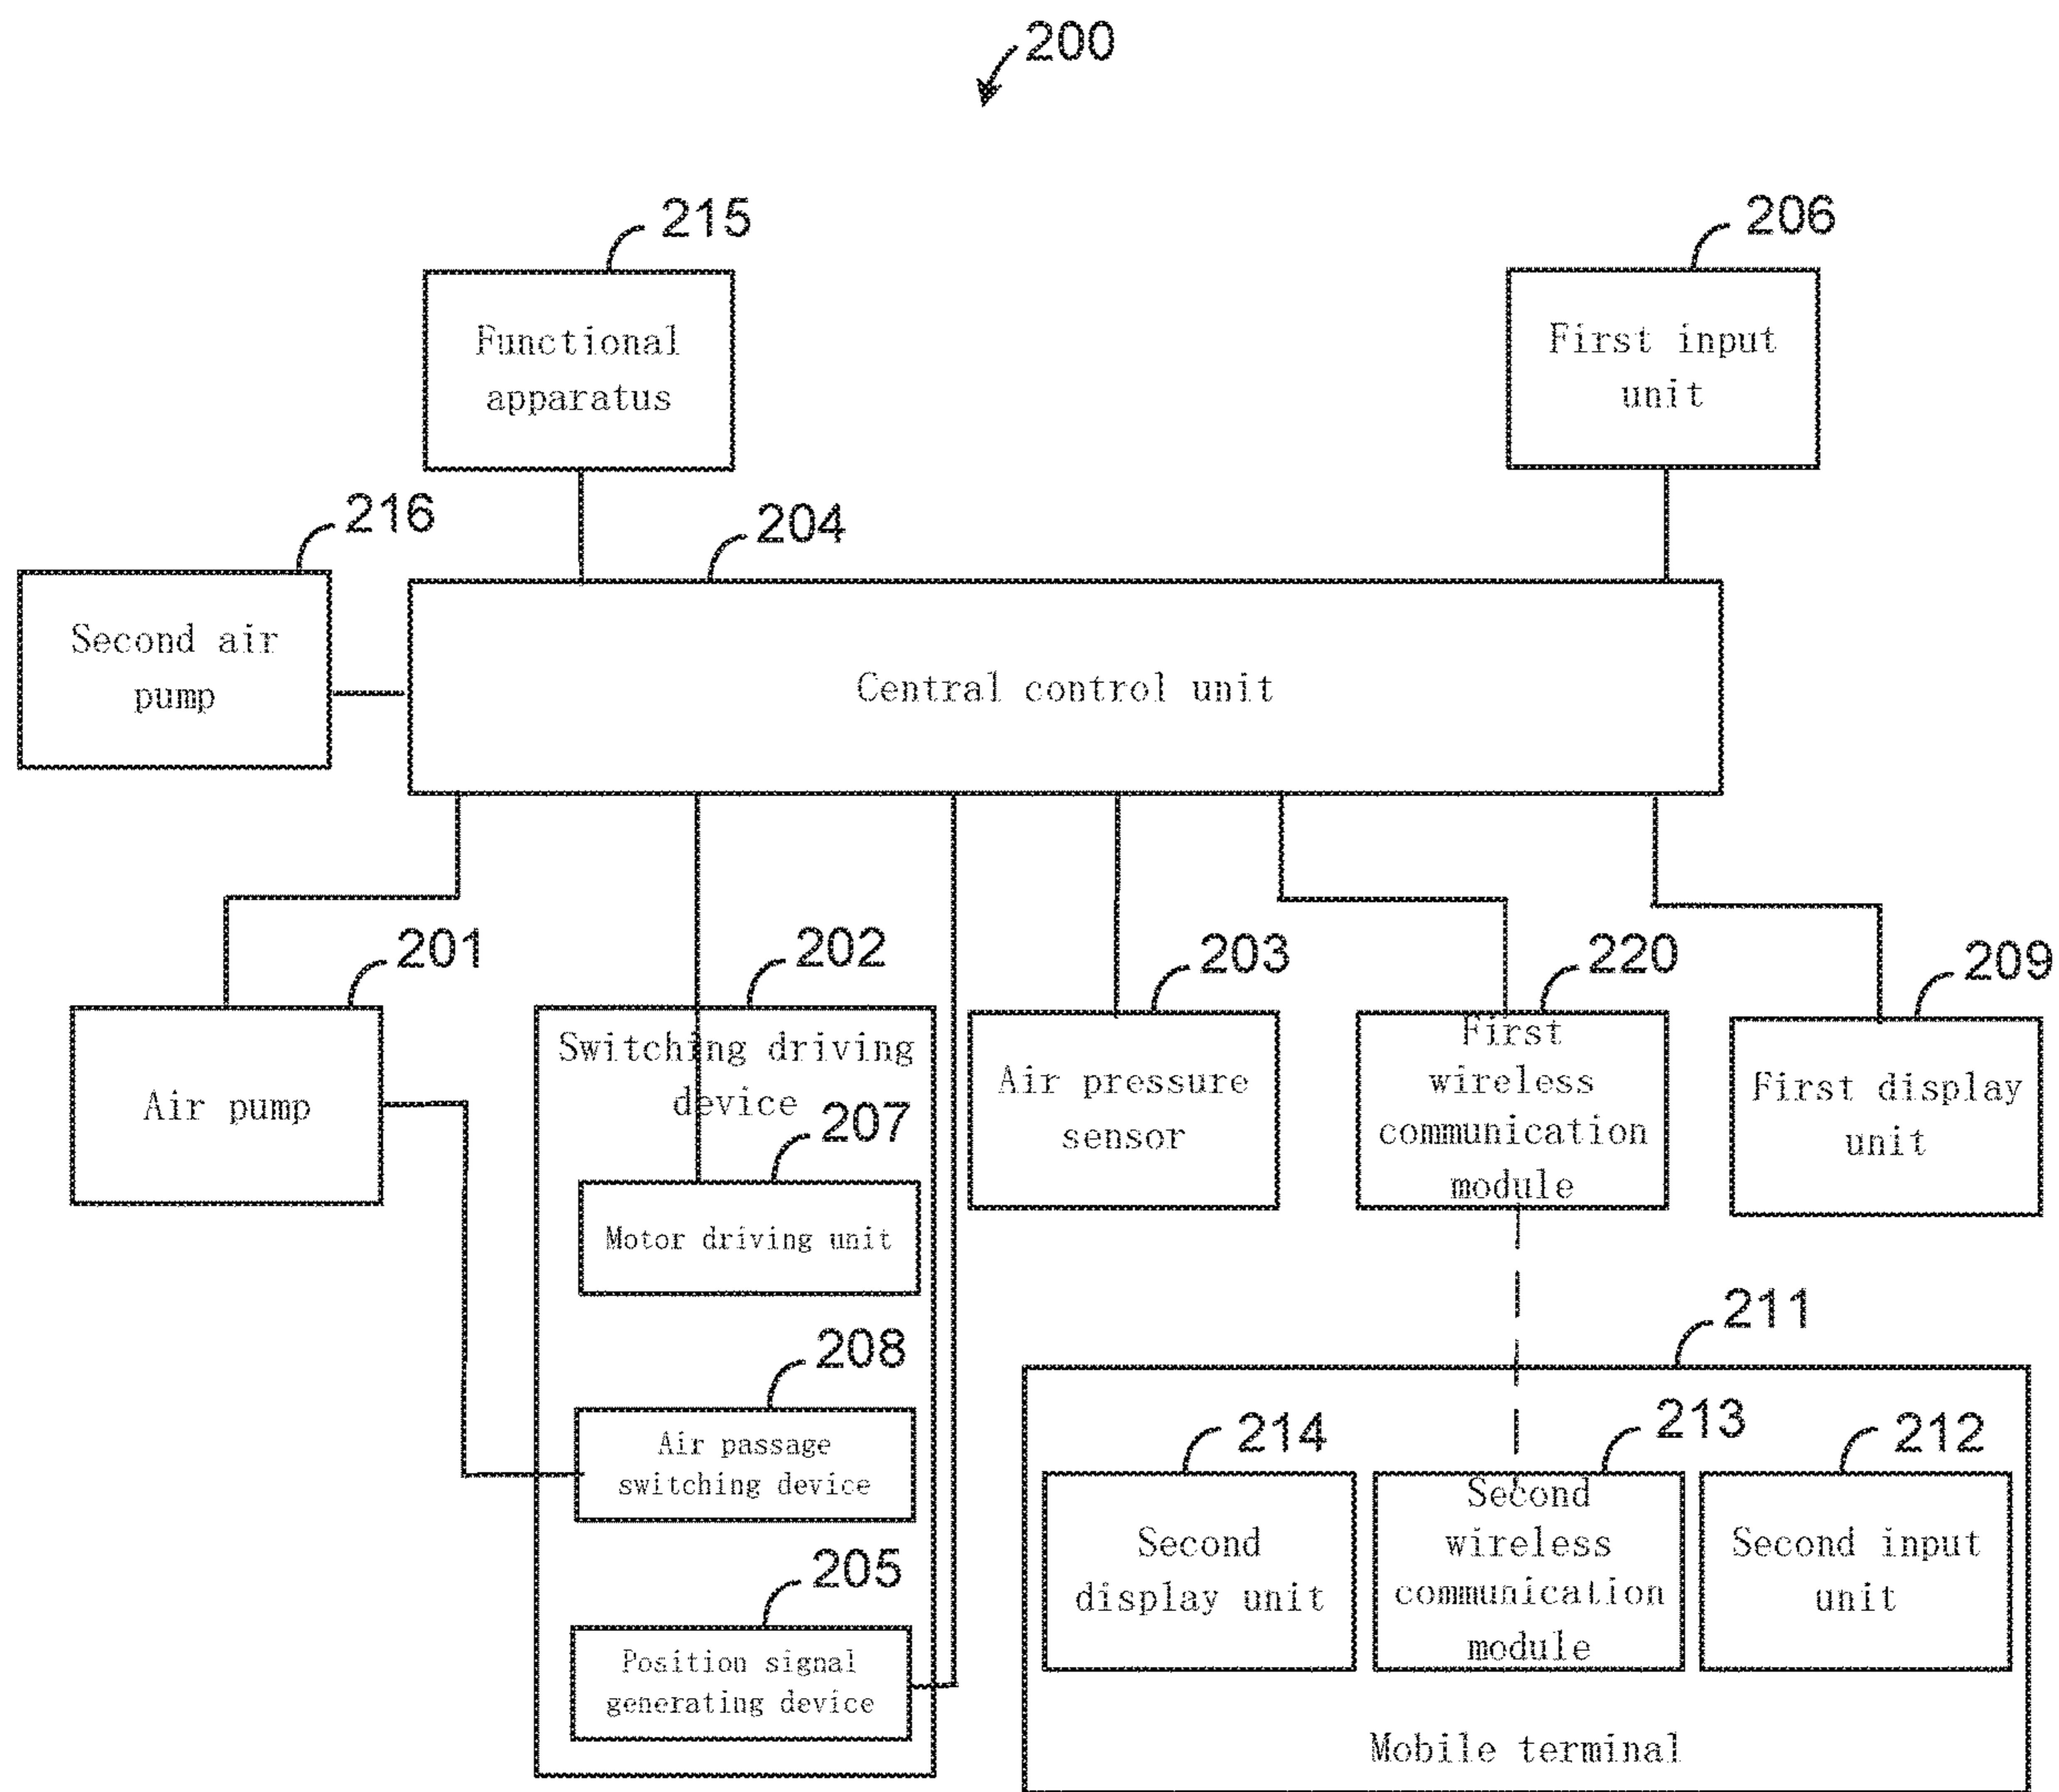 200
215
206
Functional
apparatus
First input
unit
216
204
Second air
pump
Central control unit
201
202
203
220
209
Air pump
Switching driving
device
207
Motor driving unit
208
Air passage
switching device
205
Position signal
generating device
Air pressure
sensor
First
wireless
communication
module
First display
unit
211
214
213
212
Second
display unit
Second
wireless
communication
module
Second input
unit
Mobile terminal